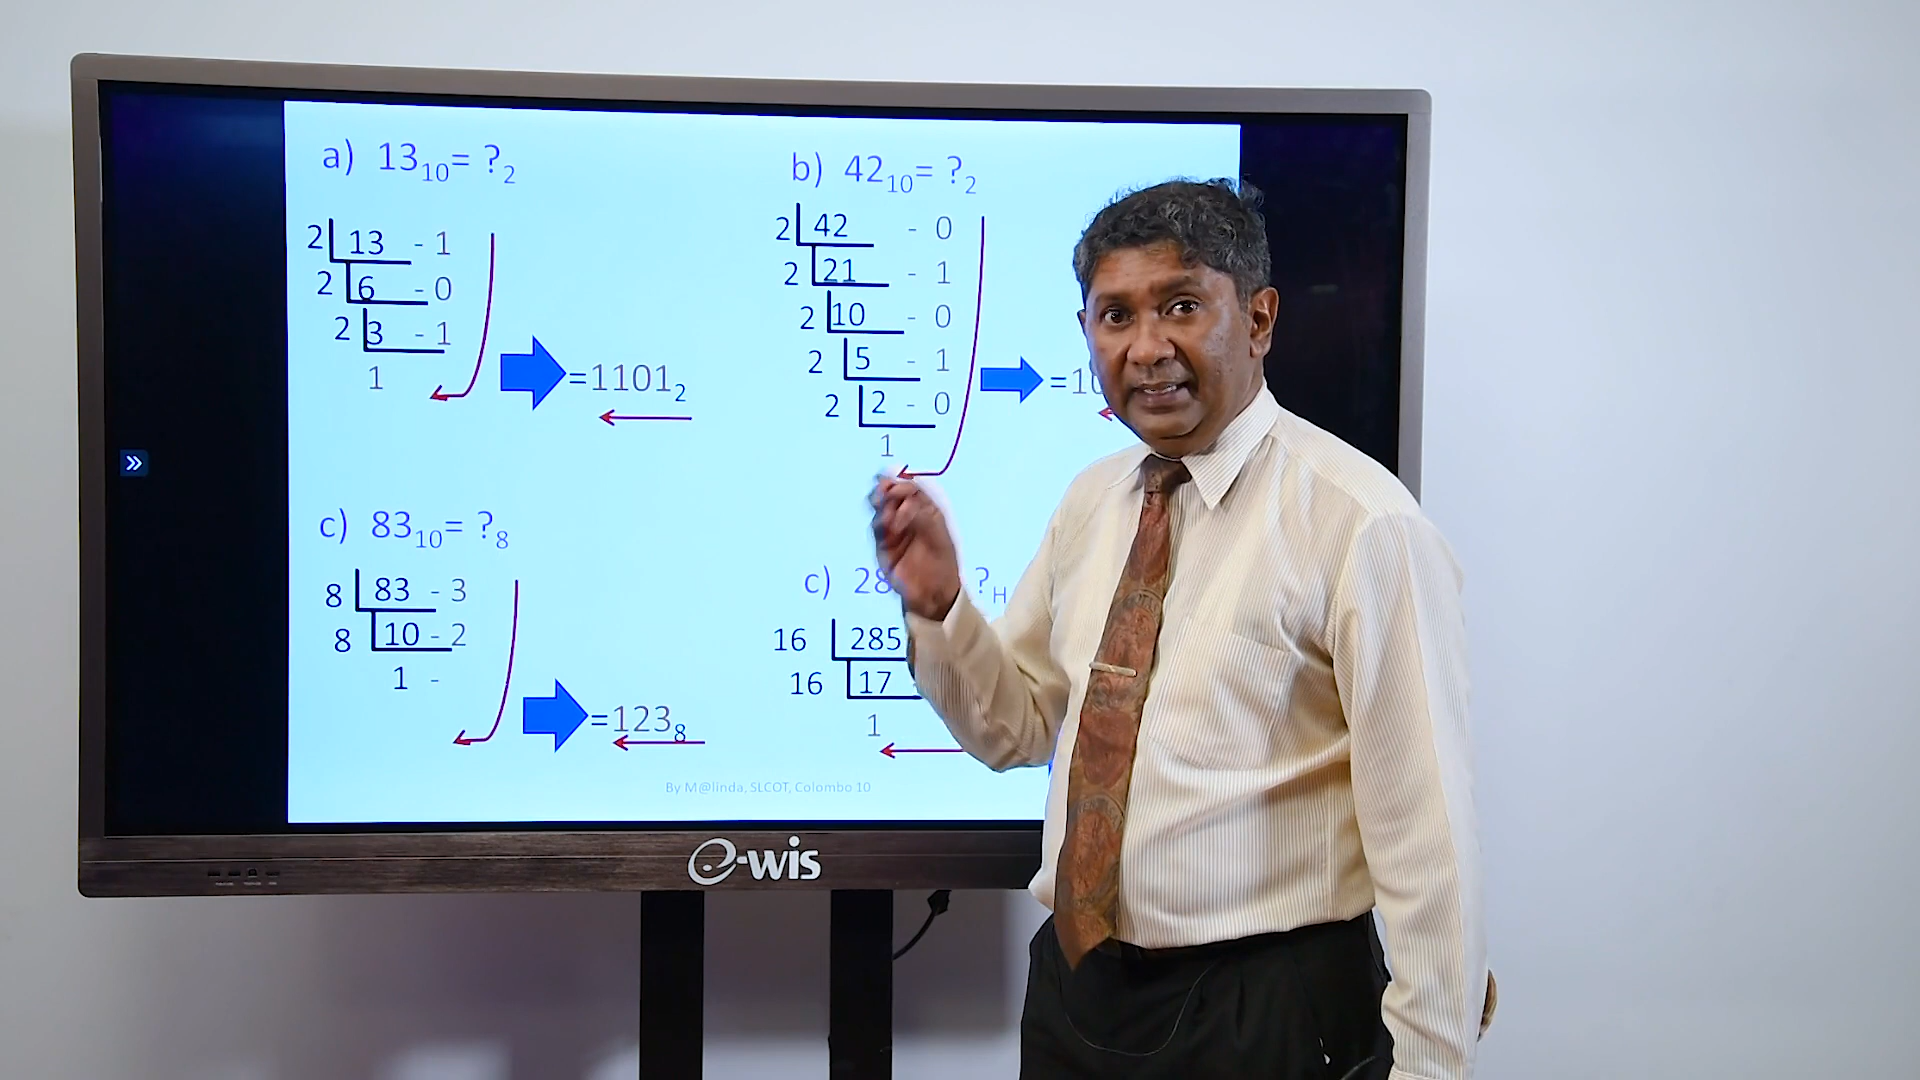 a) 13₁₀= ?₂
2 13 - 1
2 6 - 0
2 3 - 1
1
=1101₂
b) 42₁₀= ?₂
2 42 - 0
2 21 - 1
2 10 - 0
2 5 - 1
2 2 - 0
1
=10
c) 83₁₀= ?₈
8 83 - 3
8 10 - 2
1 -
=123₈
c) 28 ?H
16 285
16 17
1
By M@linda, SLCOT, Colombo 10
e-wis